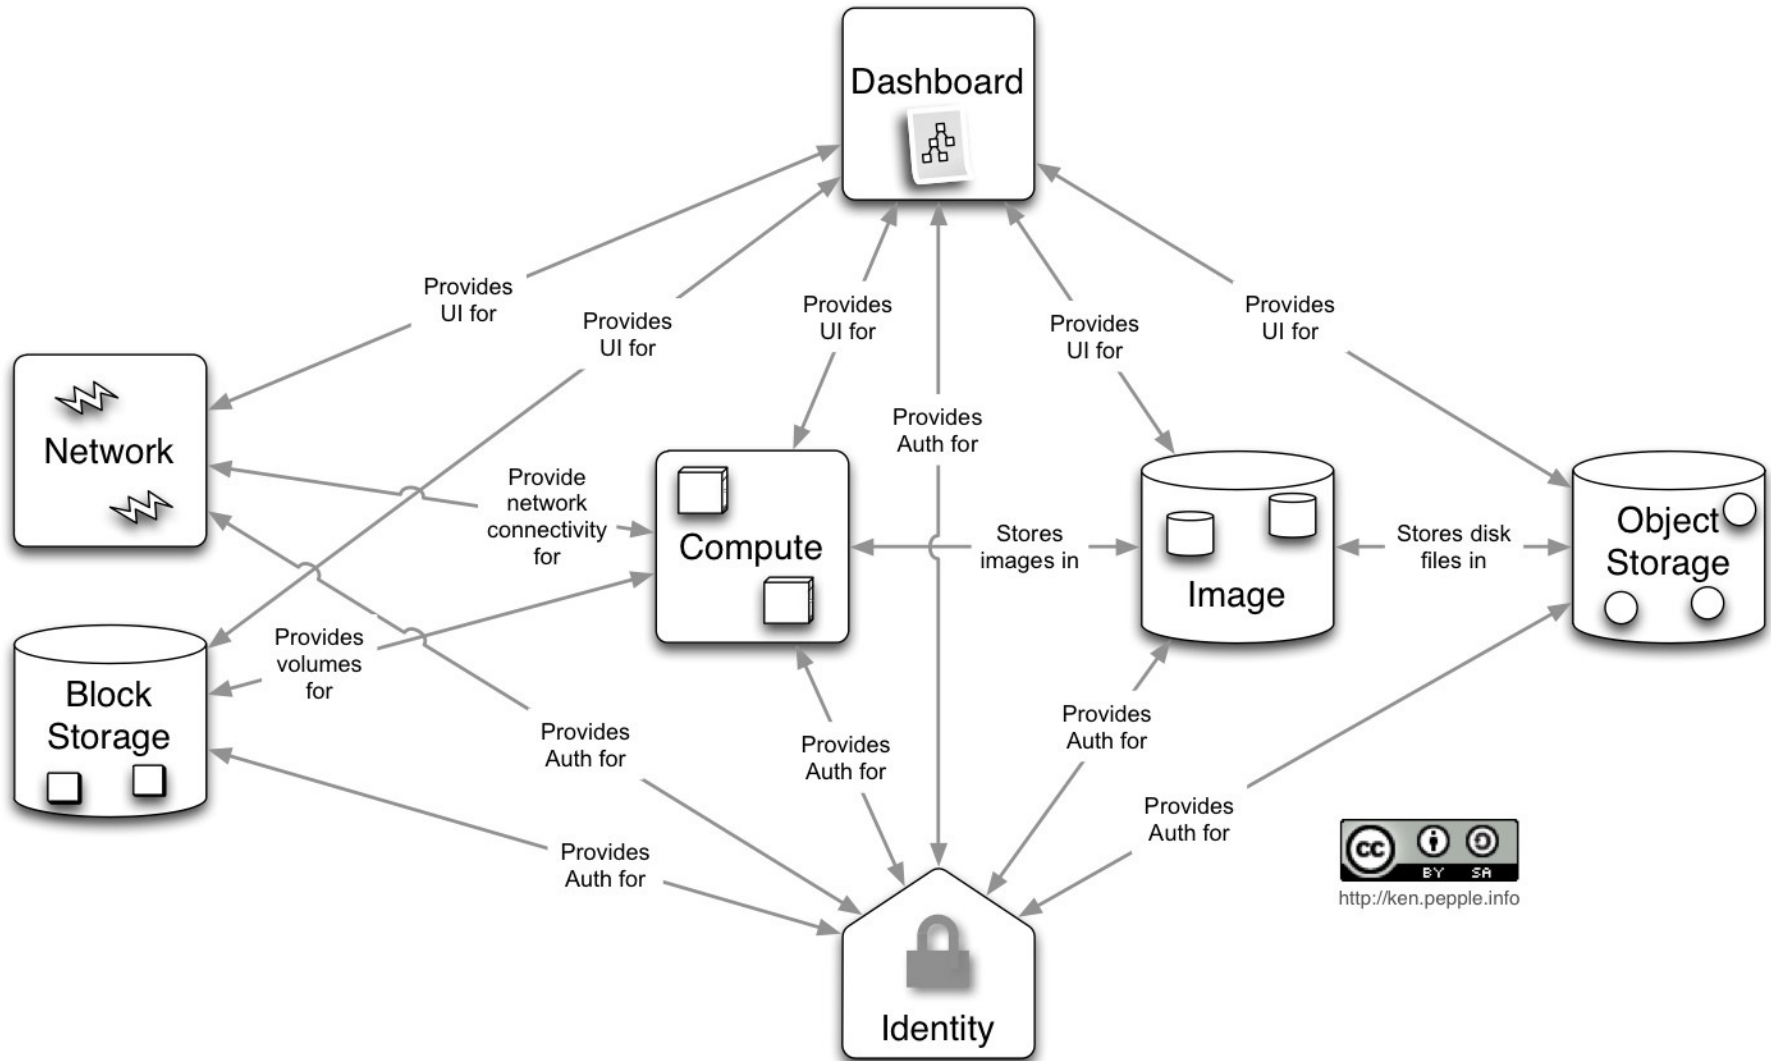 Dashboard
Provides
UI for
Provides
UI for
Provides
UI for
Provides
UI for
Provides
UI for
Provides
Auth for
Network
Provide
network
connectivity
for
Compute
Stores
images in
Image
Stores disk
files in
Object
Storage
Block
Storage
Provides
volumes
for
Provides
Auth for
Provides
Auth for
Provides
Auth for
Provides
Auth for
Provides
Auth for
Identity
cc
BY SA
http://ken.pepple.info